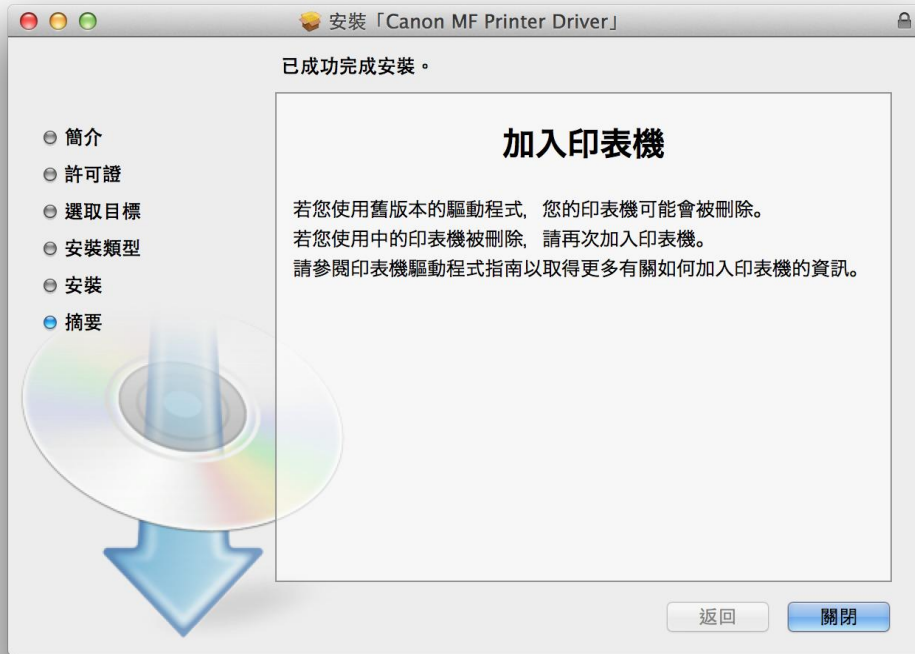 安裝「Canon MF Printer Driver」
已成功完成安裝。
簡介
許可證
選取目標
安裝類型
安裝
摘要
加入印表機
若您使用舊版本的驅動程式，您的印表機可能會被刪除。
若您使用中的印表機被刪除，請再次加入印表機。
請參閱印表機驅動程式指南以取得更多有關如何加入印表機的資訊。
返回
關閉